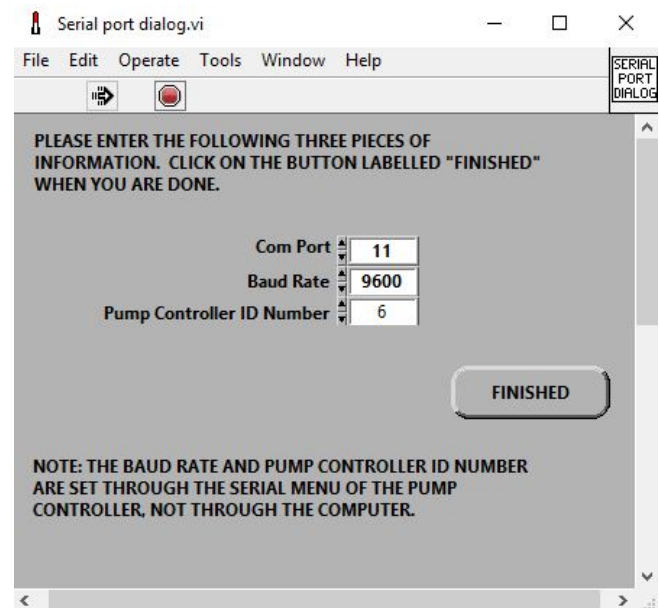 Serial port dialog.vi
File Edit Operate Tools Window Help
SERIAL
PORT
DIALOG
PLEASE ENTER THE FOLLOWING THREE PIECES OF
INFORMATION. CLICK ON THE BUTTON LABELLED "FINISHED"
WHEN YOU ARE DONE.
Com Port 11
Baud Rate 9600
Pump Controller ID Number 6
FINISHED
NOTE: THE BAUD RATE AND PUMP CONTROLLER ID NUMBER
ARE SET THROUGH THE SERIAL MENU OF THE PUMP
CONTROLLER, NOT THROUGH THE COMPUTER.